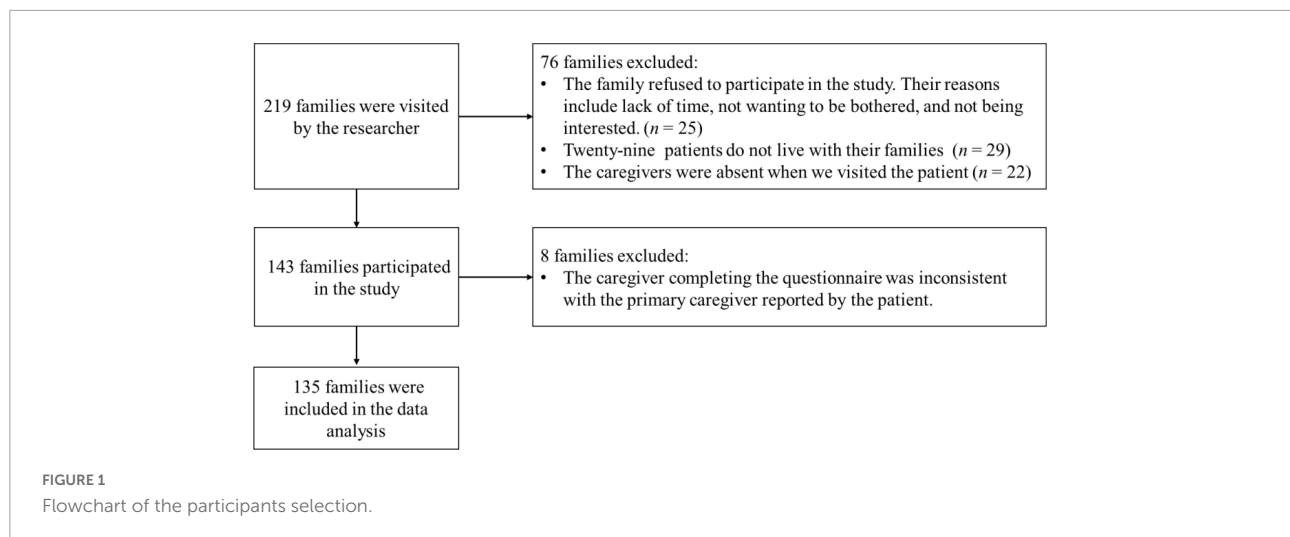 219 families were visited
by the researcher
76 families excluded:
• The family refused to participate in the study. Their reasons
include lack of time, not wanting to be bothered, and not being
interested. (n = 25)
• Twenty-nine patients do not live with their families (n = 29)
• The caregivers were absent when we visited the patient (n = 22)
143 families participated
in the study
8 families excluded:
• The caregiver completing the questionnaire was inconsistent
with the primary caregiver reported by the patient.
135 families were
included in the data
analysis
FIGURE 1
Flowchart of the participants selection.